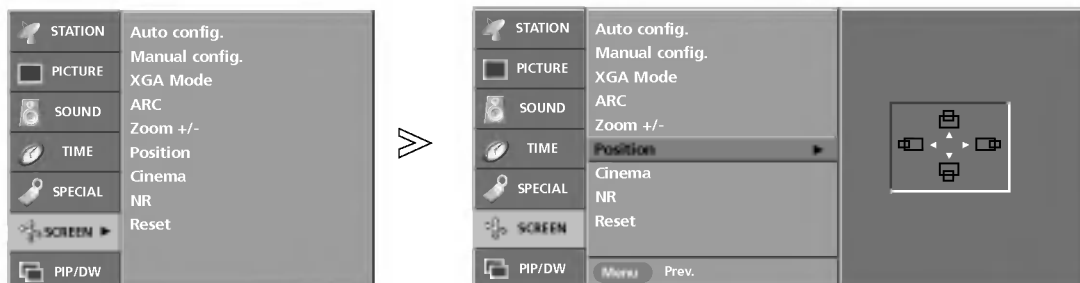 STATION
PICTURE
SOUND
TIME
SPECIAL
SCREEN
PIP/DW
Auto config.
Manual config.
XGA Mode
ARC
Zoom +/-
Position
Cinema
NR
Reset
STATION
PICTURE
SOUND
TIME
SPECIAL
SCREEN
PIP/DW
Auto config.
Manual config.
XGA Mode
ARC
Zoom +/-
Position
Cinema
NR
Reset
Menu Prev.